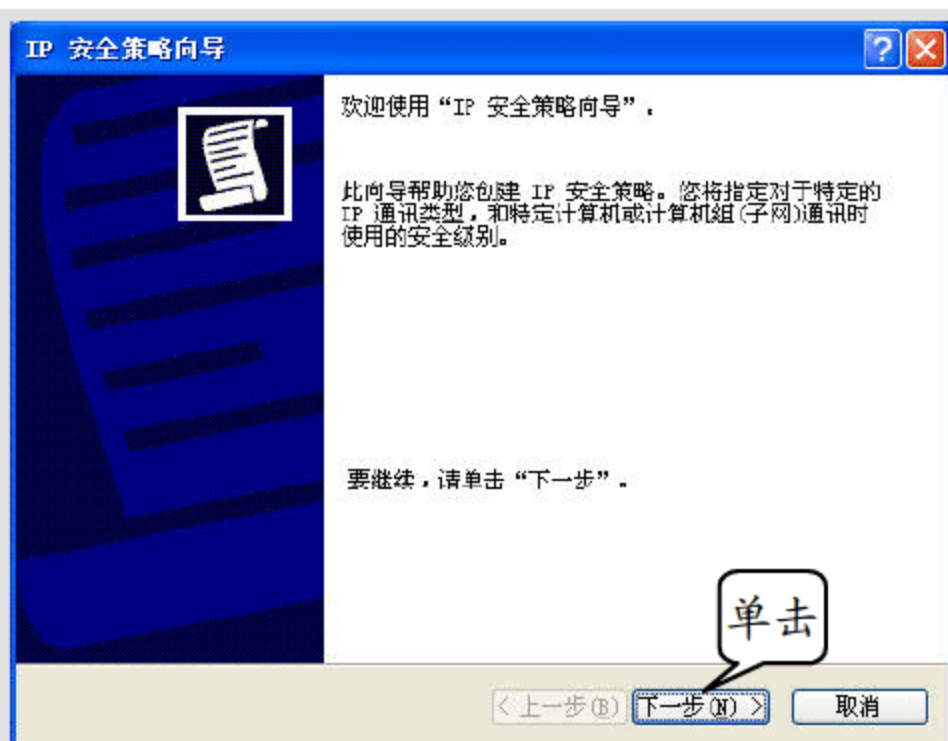 IP 安全策略向导
欢迎使用“IP 安全策略向导”.
此向导帮助您创建 IP 安全策略。您将指定对于特定的
IP 通讯类型，和特定计算机或计算机组(子网)通讯时
使用的安全级别。
要继续，请单击“下一步”.
单击
< 上一步(B)
下一步(N) >
取消